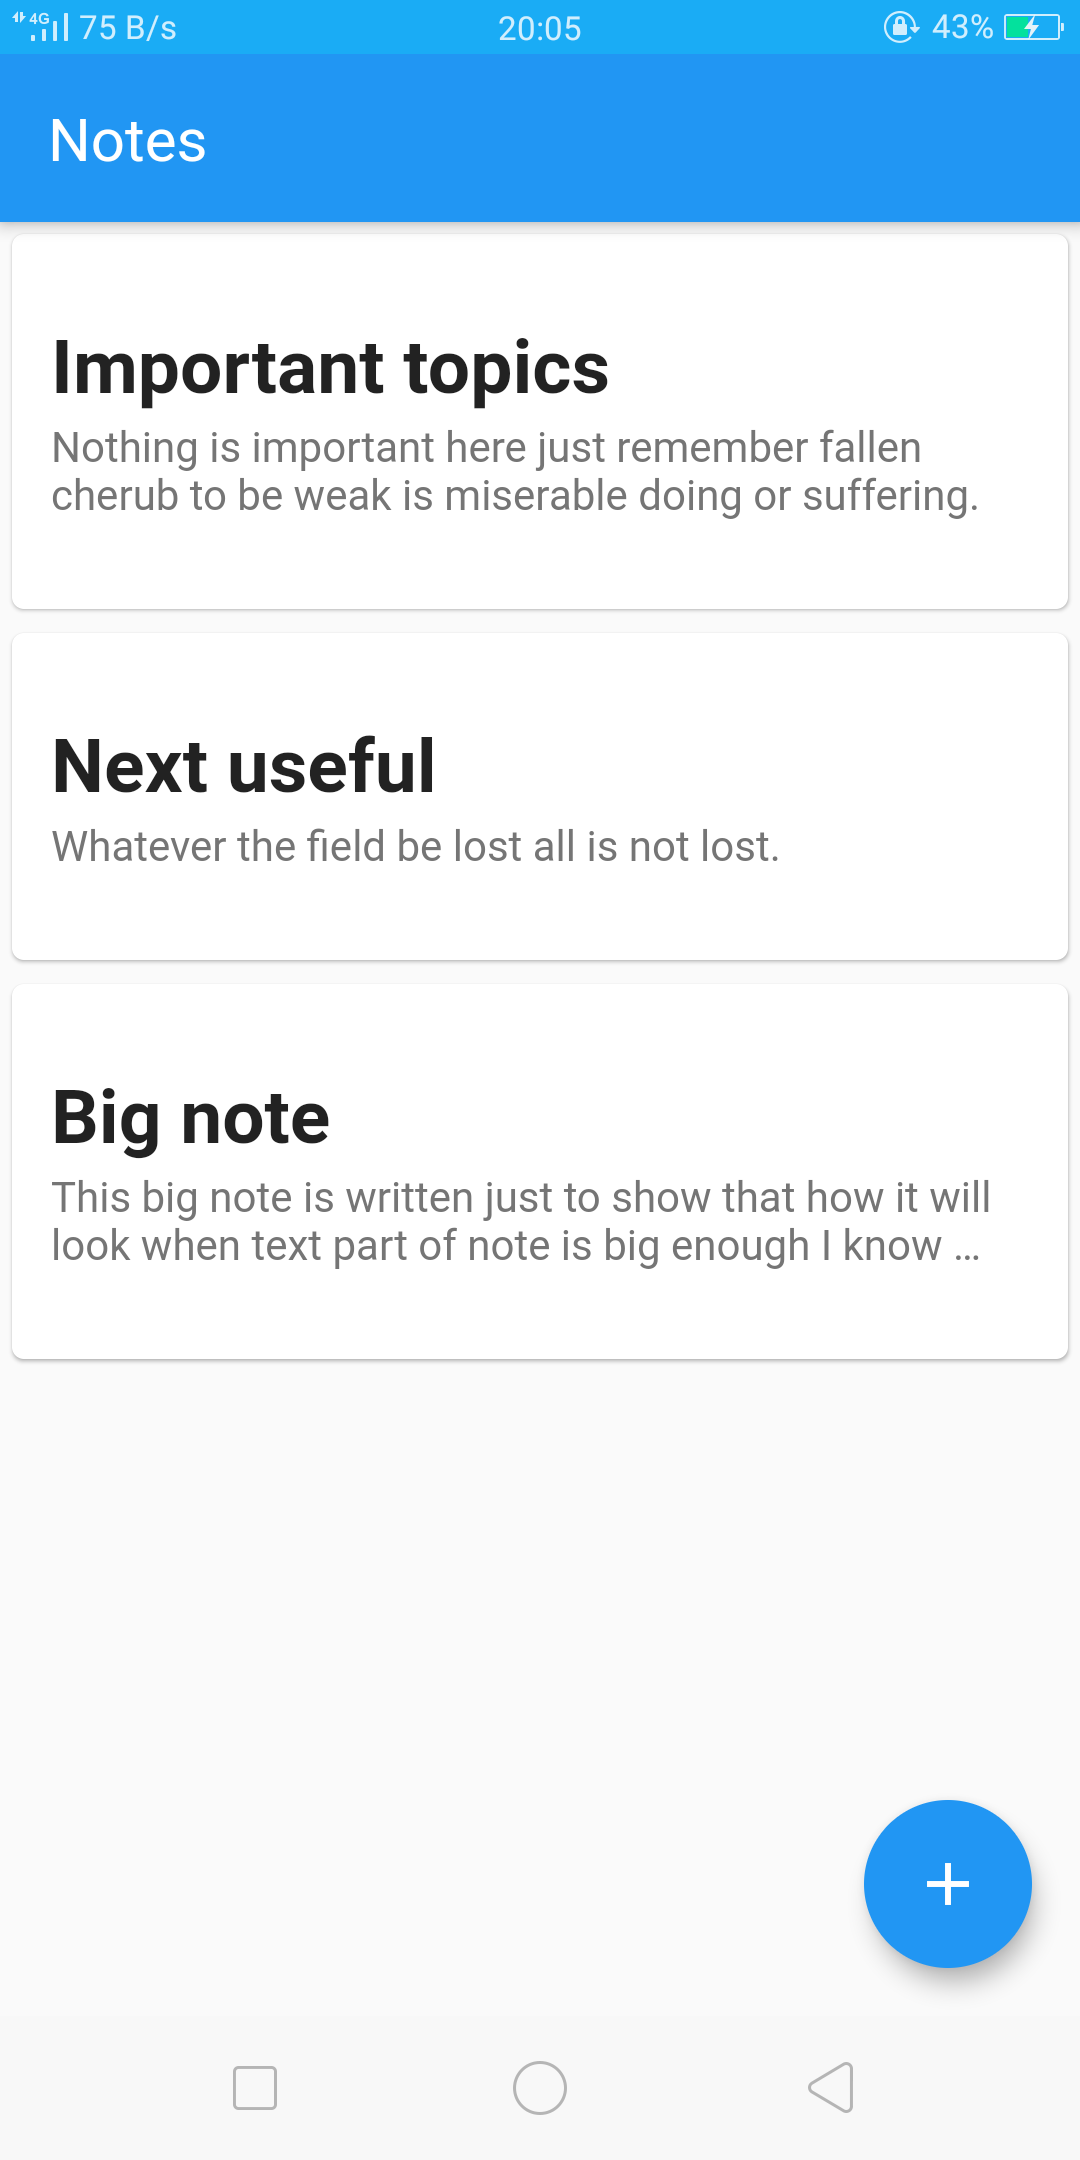 4G 75 B/s 20:05 43%
Notes
Important topics
Nothing is important here just remember fallen
cherub to be weak is miserable doing or suffering.
Next useful
Whatever the field be lost all is not lost.
Big note
This big note is written just to show that how it will
look when text part of note is big enough I know ...